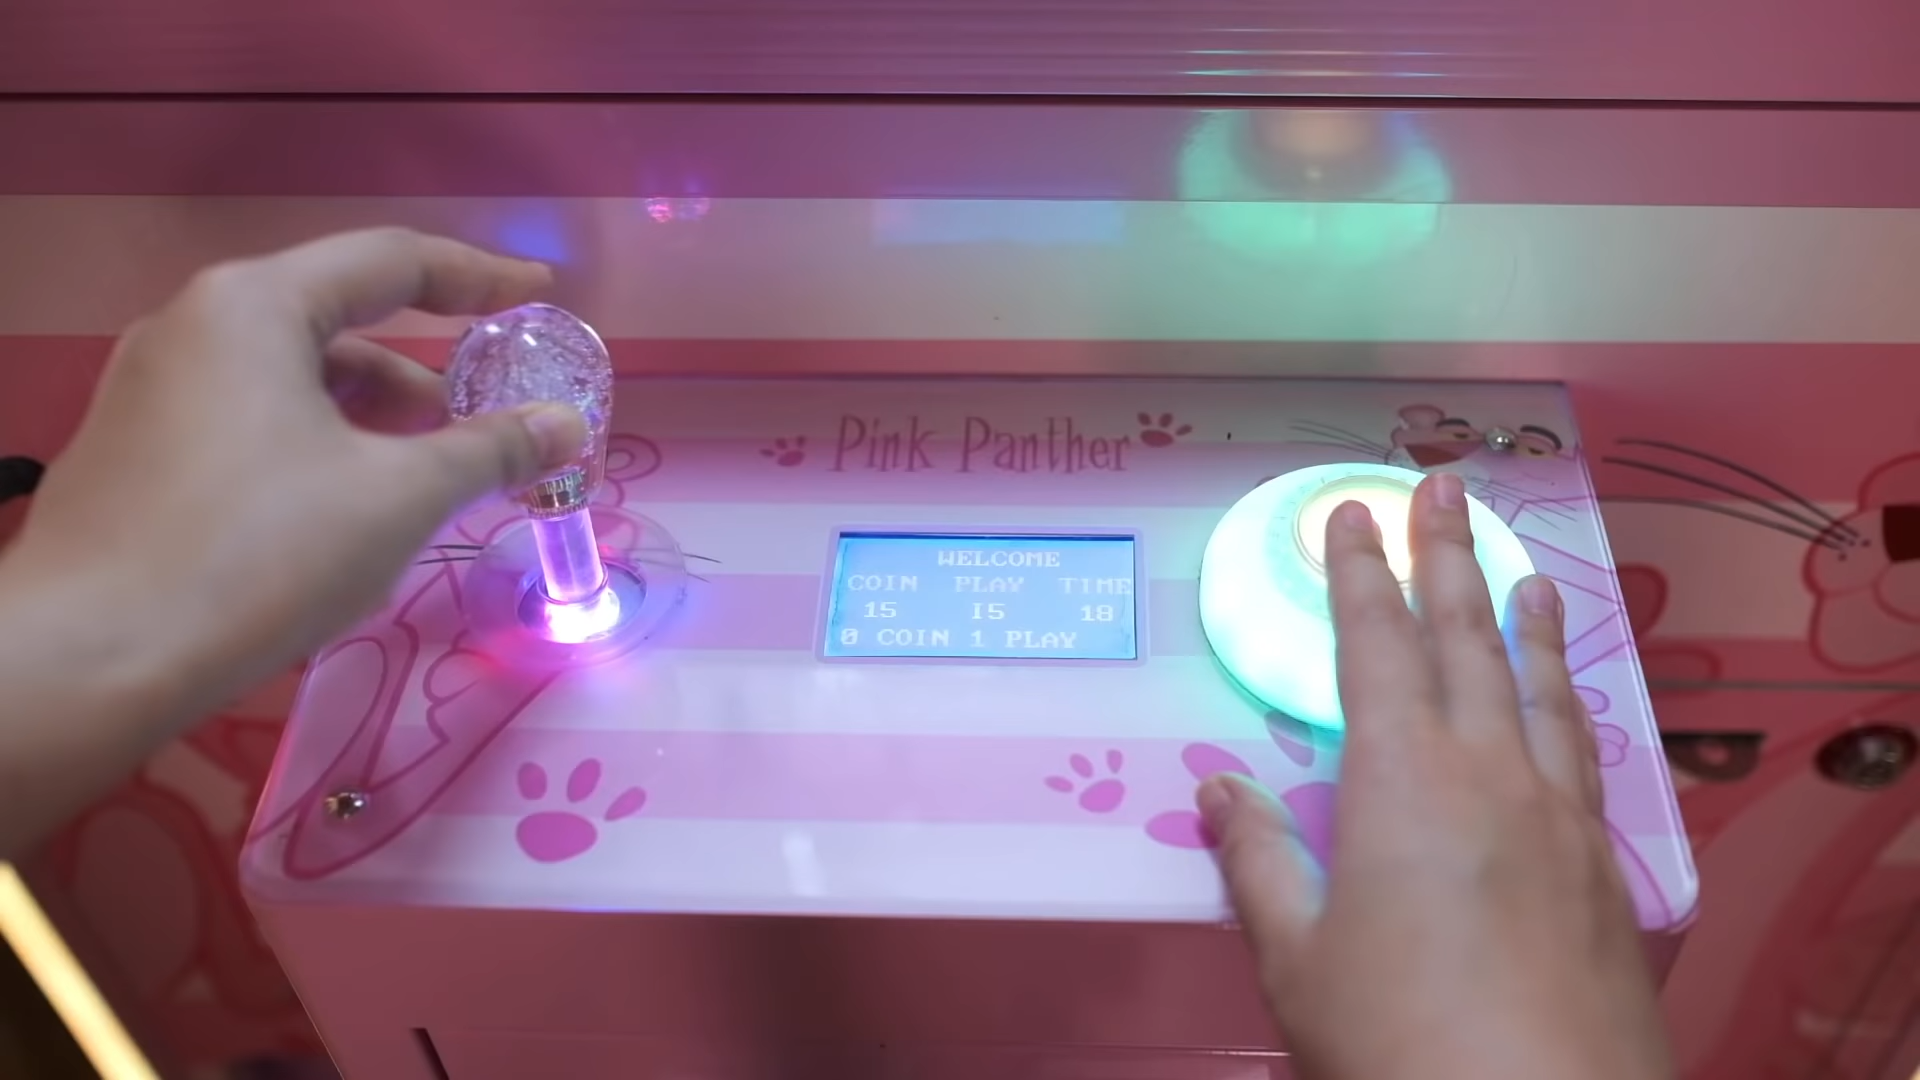 Pink Panther
WELCOME
COIN PLAY TIME
15 15 18
0 COIN 1 PLAY